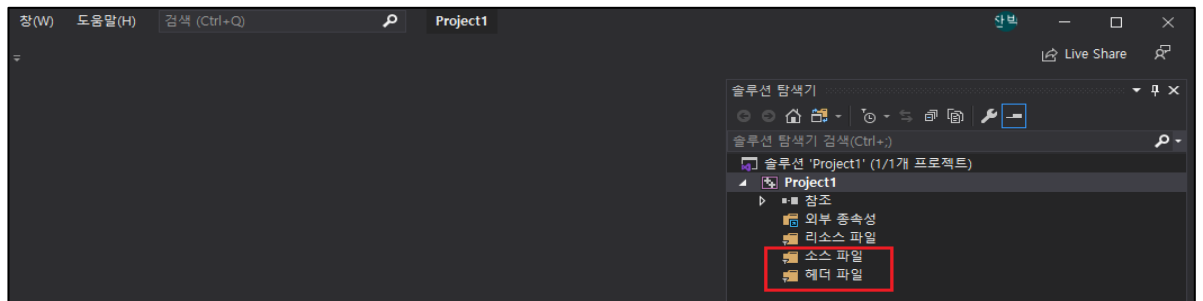 창(W) 도움말(H) 검색 (Ctrl+Q) Project1
Live Share
솔루션 탐색기
솔루션 탐색기 검색(Ctrl+;)
솔루션 'Project1' (1/1개 프로젝트)
Project1
참조
외부 종속성
리소스 파일
소스 파일
헤더 파일